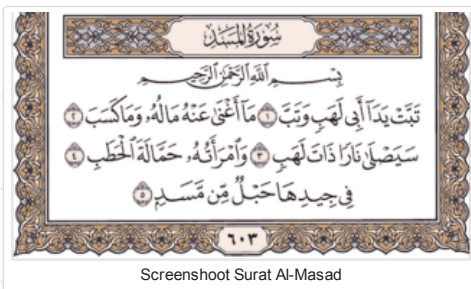 سُورَةُ المَسَدِ
بِسْمِ ٱللَّهِ ٱلرَّحْمَٰنِ ٱلرَّحِيمِ
تَبَّتْ يَدَآ أَبِى لَهَبٍ وَتَبَّ ١ مَآ أَغْنَىٰ عَنْهُ مَالُهُۥ وَمَا كَسَبَ ٢
سَيَصْلَىٰ نَارًا ذَاتَ لَهَبٍ ٣ وَٱمْرَأَتُهُۥ حَمَّالَةَ ٱلْحَطَبِ ٤
فِى جِيدِهَا حَبْلٌ مِّن مَّسَدٍۭ ٥
٦٠٣
Screenshoot Surat Al-Masad